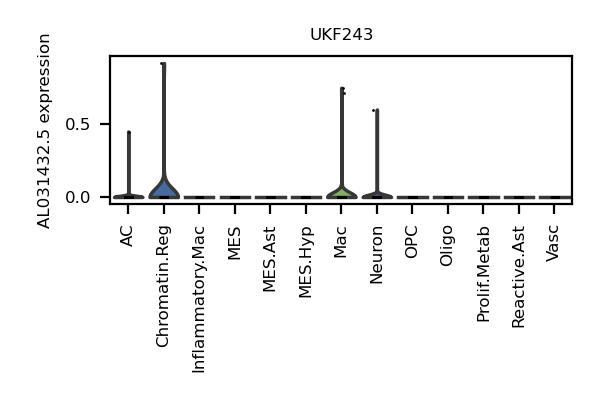 UKF243
AL031432.5 expression
0.5
0.0
AC
Chromatin.Reg
Inflammatory.Mac
MES
MES.Ast
MES.Hyp
Mac
Neuron
OPC
Oligo
Prolif.Metab
Reactive.Ast
Vasc